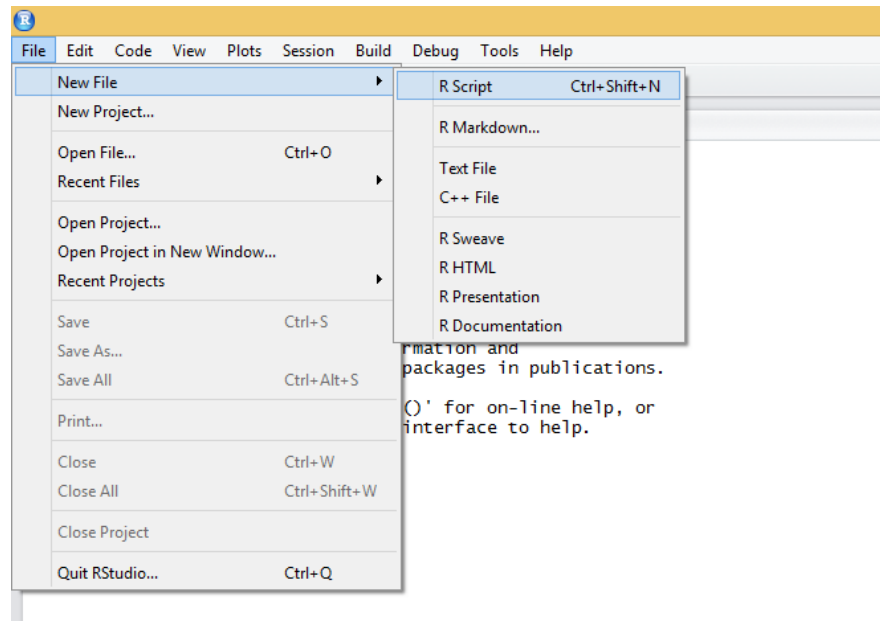 R
File Edit Code View Plots Session Build Debug Tools Help
New File
New Project...
Open File... Ctrl+O
Recent Files
Open Project...
Open Project in New Window...
Recent Projects
Save Ctrl+S
Save As...
Save All Ctrl+Alt+S
Print...
Close Ctrl+W
Close All Ctrl+Shift+W
Close Project
Quit RStudio... Ctrl+Q
R Script Ctrl+Shift+N
R Markdown...
Text File
C++ File
R Sweave
R HTML
R Presentation
R Documentation
rmation and
packages in publications.
()' for on-line help, or
interface to help.